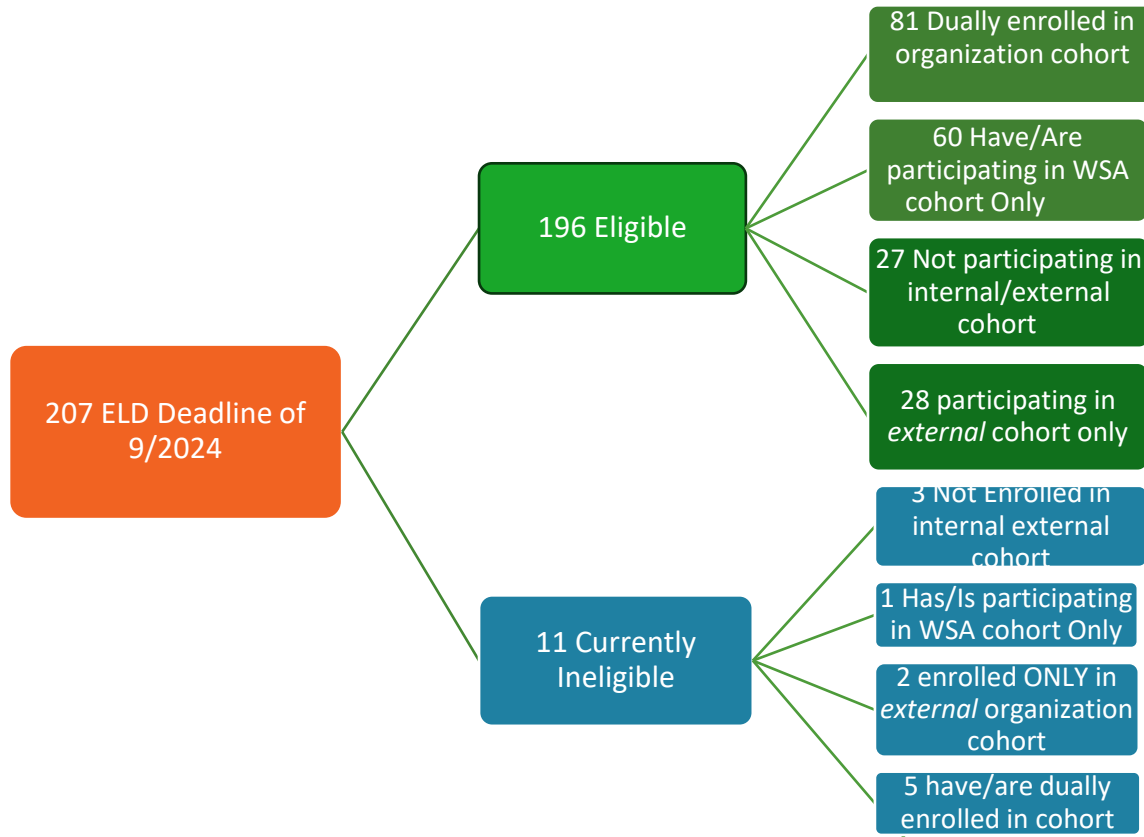 81 Dually enrolled in
organization cohort
60 Have/Are
participating in WSA
cohort Only
196 Eligible
27 Not participating in
internal/external
cohort
28 participating in
external cohort only
207 ELD Deadline of
9/2024
3 Not Enrolled in
internal external
cohort
1 Has/Is participating
in WSA cohort Only
11 Currently
Ineligible
2 enrolled ONLY in
external organization
cohort
5 have/are dually
enrolled in cohort